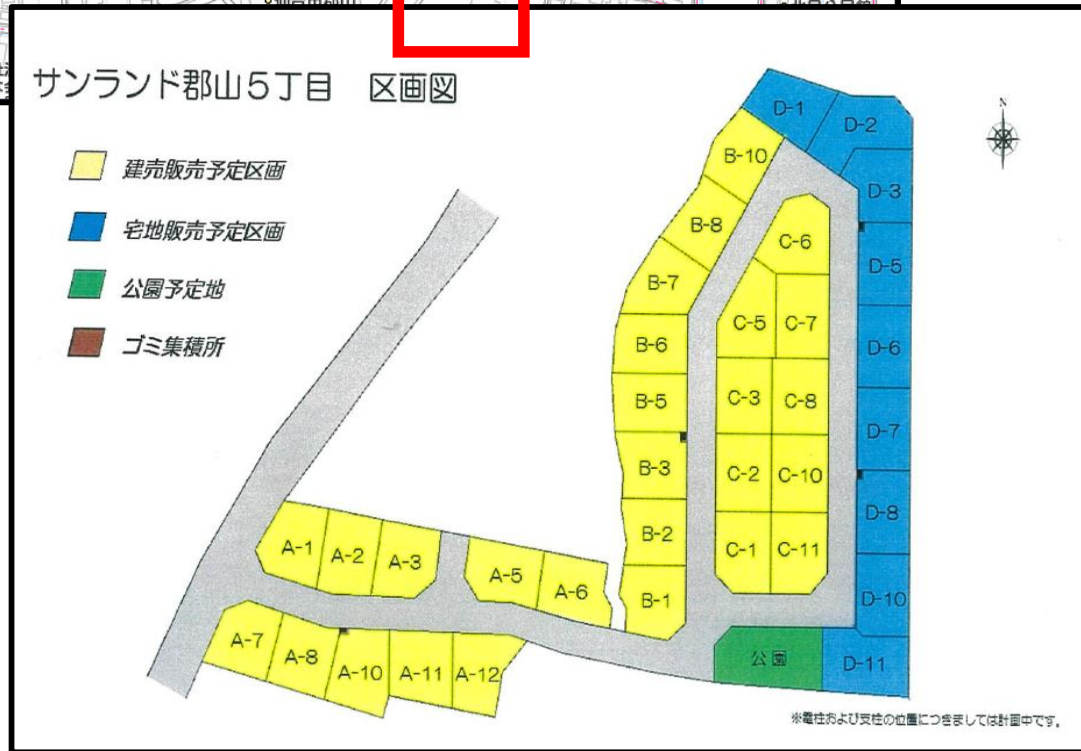 サンランド郡山5丁目 区画図
建売販売予定区画
宅地販売予定区画
公園予定地
ゴミ集積所
N
D-1
D-2
B-10
D-3
B-8
C-6
D-5
B-7
C-5
C-7
B-6
D-6
B-5
C-3
C-8
D-7
B-3
C-2
C-10
D-8
B-2
C-1
C-11
A-1
A-2
A-3
A-5
A-6
B-1
D-10
A-7
A-8
A-10
A-11
A-12
公園
D-11
※電柱および支柱の位置につきましては計画中です。